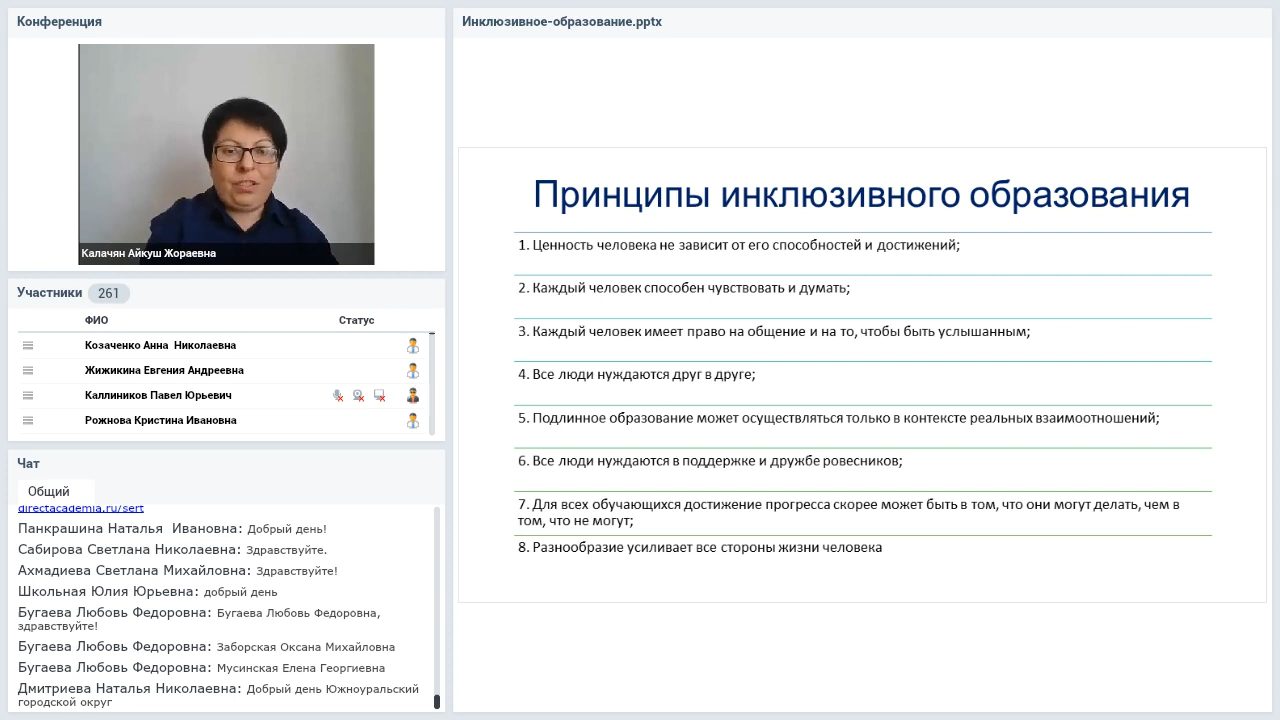 Конференция
Калачян Айкуш Жораевна
Участники 261
ФИО Статус
Козаченко Анна Николаевна
Жижикина Евгения Андреевна
Каллиников Павел Юрьевич
Рожнова Кристина Ивановна
Чат
Общий
directacademia.ru/sert
Панкрашина Наталья Ивановна: Добрый день!
Сабирова Светлана Николаевна: Здравствуйте.
Ахмадиева Светлана Михайловна: Здравствуйте!
Школьная Юлия Юрьевна: добрый день
Бугаева Любовь Федоровна: Бугаева Любовь Федоровна,
здравствуйте!
Бугаева Любовь Федоровна: Заборская Оксана Михайловна
Бугаева Любовь Федоровна: Мусинская Елена Георгиевна
Дмитриева Наталья Николаевна: Добрый день Южноуральский
городской округ
Инклюзивное-образование.pptx
Принципы инклюзивного образования
1. Ценность человека не зависит от его способностей и достижений;
2. Каждый человек способен чувствовать и думать;
3. Каждый человек имеет право на общение и на то, чтобы быть услышанным;
4. Все люди нуждаются друг в друге;
5. Подлинное образование может осуществляться только в контексте реальных взаимоотношений;
6. Все люди нуждаются в поддержке и дружбе ровесников;
7. Для всех обучающихся достижение прогресса скорее может быть в том, что они могут делать, чем в
том, что не могут;
8. Разнообразие усиливает все стороны жизни человека